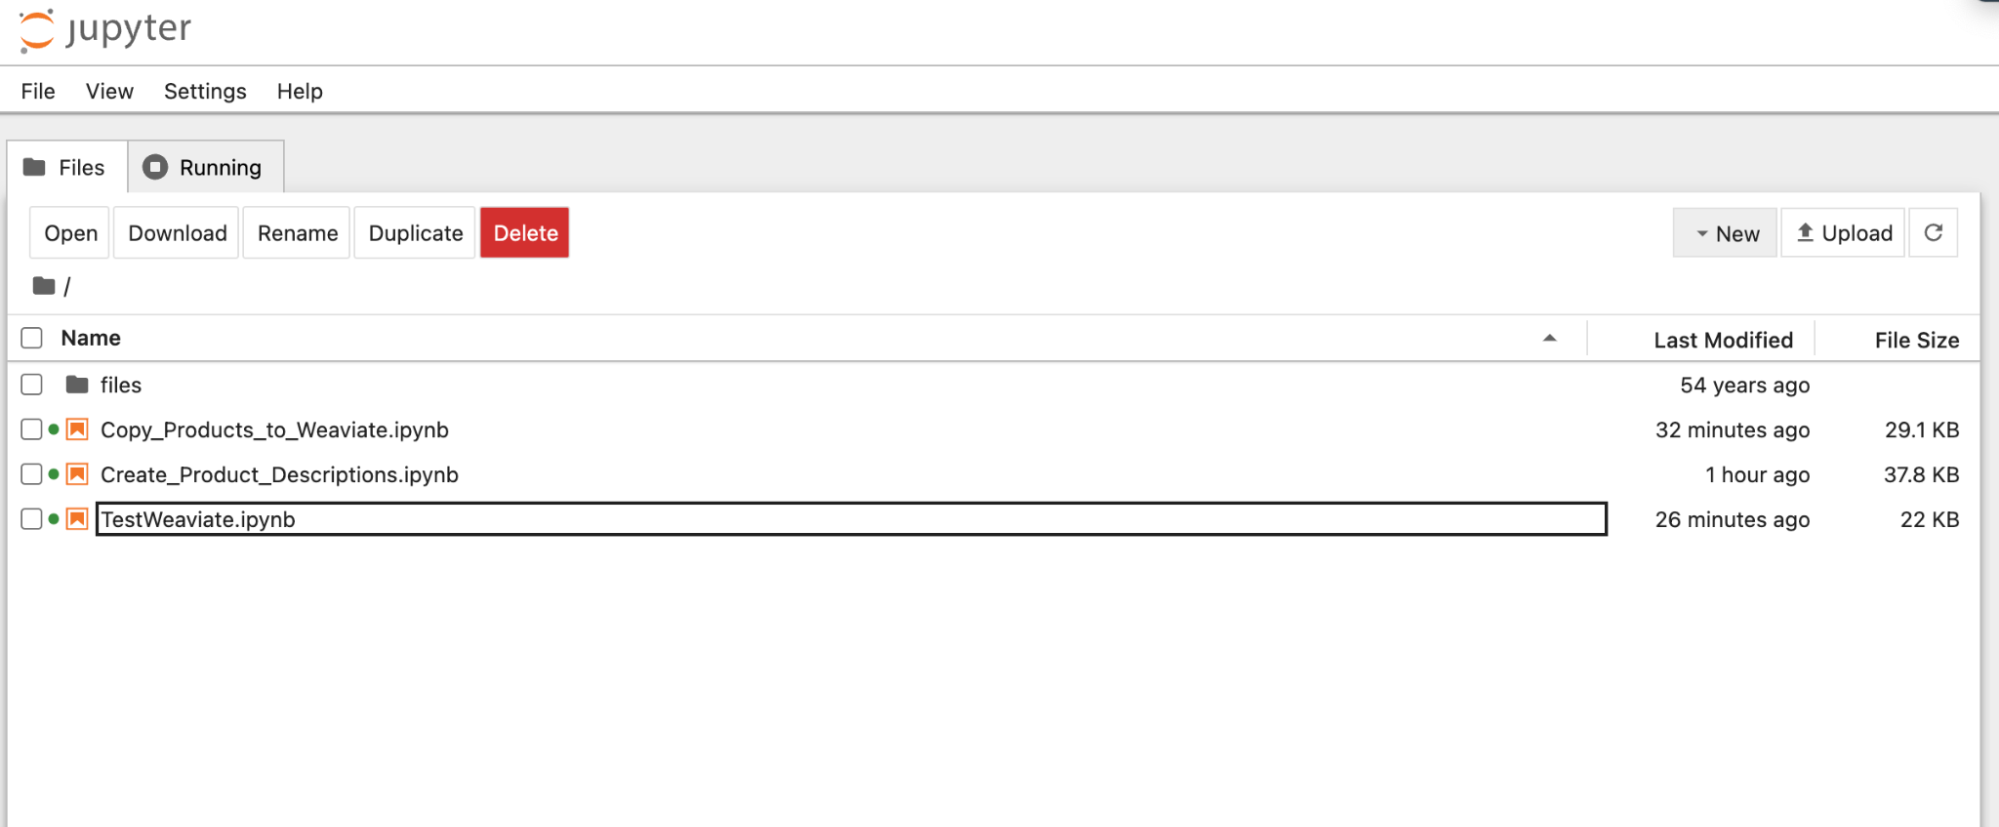 jupyter
File View Settings Help
Files Running
Open Download Rename Duplicate Delete New Upload
/
Name Last Modified File Size
files 54 years ago
Copy_Products_to_Weaviate.ipynb 32 minutes ago 29.1 KB
Create_Product_Descriptions.ipynb 1 hour ago 37.8 KB
TestWeaviate.ipynb 26 minutes ago 22 KB